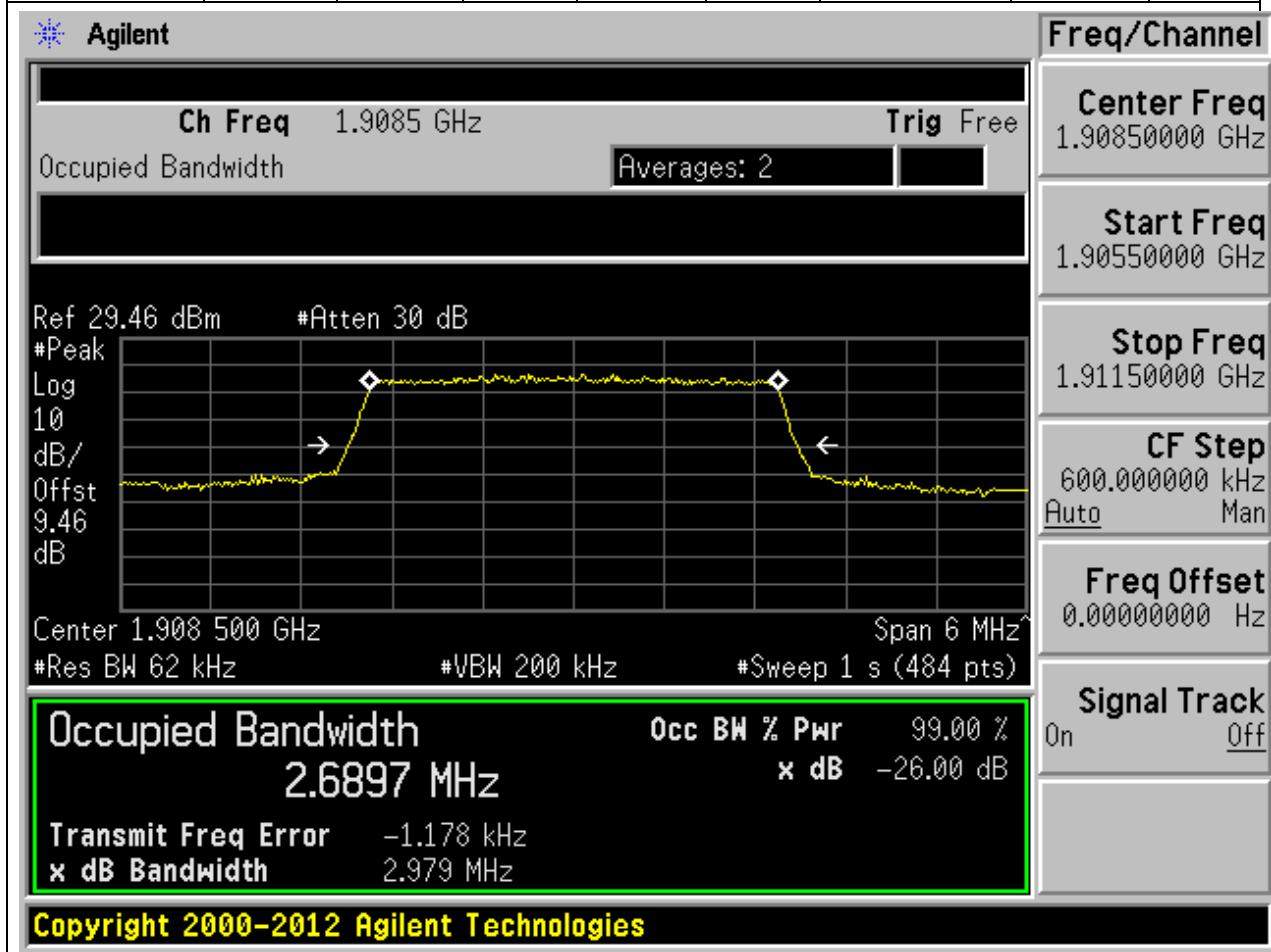 Agilent
Freq/Channel
Ch Freq 1.9085 GHz Trig Free
Occupied Bandwidth Averages: 2
Ref 29.46 dBm #Atten 30 dB
#Peak
Log
10
dB/
Offst
9.46
dB
Center 1.908 500 GHz Span 6 MHz^
#Res BW 62 kHz #VBW 200 kHz #Sweep 1 s (484 pts)
Occupied Bandwidth Occ BW % Pwr 99.00 %
2.6897 MHz x dB -26.00 dB
Transmit Freq Error -1.178 kHz
x dB Bandwidth 2.979 MHz
Copyright 2000-2012 Agilent Technologies
Center Freq
1.90850000 GHz
Start Freq
1.90550000 GHz
Stop Freq
1.91150000 GHz
CF Step
600.000000 kHz
Auto Man
Freq Offset
0.00000000 Hz
Signal Track
On Off